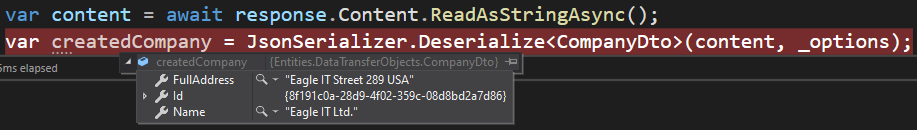 var content = await response.Content.ReadAsStringAsync();
var createdCompany = JsonSerializer.Deserialize<CompanyDto>(content, _options);
5ms elapsed
createdCompany {Entities.DataTransferObjects.CompanyDto}
FullAddress "Eagle IT Street 289 USA"
Id {8f191c0a-28d9-4f02-359c-08d8bd2a7d86}
Name "Eagle IT Ltd."